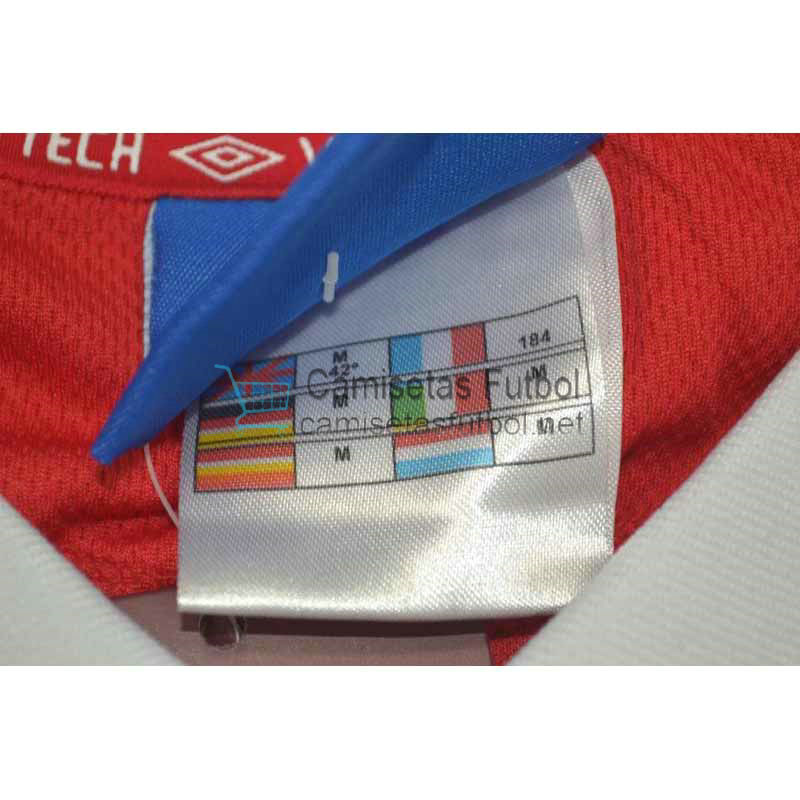 TECH V
M
42"
184
M
M
M
M
Camisetas Futbol
camisetasfutbol.net